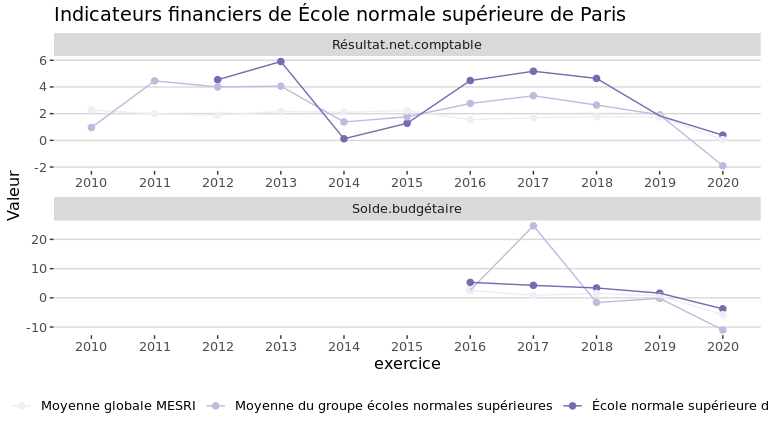 Indicateurs financiers de École normale supérieure de Paris
Résultat.net.comptable
6
4
2
0
-2
2010 2011 2012 2013 2014 2015 2016 2017 2018 2019 2020
Valeur
Solde.budgétaire
20
10
0
-10
2010 2011 2012 2013 2014 2015 2016 2017 2018 2019 2020
exercice
Moyenne globale MESRI Moyenne du groupe écoles normales supérieures École normale supérieure d